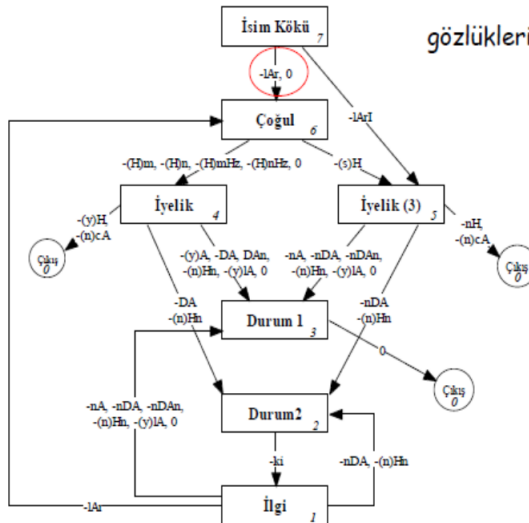 İsim Kökü
7
gözlükleri
-lAr, 0
Çoğul
6
-lArI
-(H)m, -(H)n, -(H)mHz, -(H)nHz, 0
-(s)H
İyelik
4
İyelik (3)
5
-(y)H,
-(n)cA
-nH,
-(n)cA
-(y)A, -DA, DAn,
-(n)Hn, -(y)lA, 0
-nA, -nDA, -nDAn,
-(n)Hn, -(y)lA, 0
Çıkış
0
Çıkış
0
-DA
-(n)Hn
-nDA
-(n)Hn
Durum 1
3
0
Çıkış
0
-nA, -nDA, -nDAn,
-(n)Hn, -(y)lA, 0
Durum2
2
-ki
-nDA, -(n)Hn
-lAr
İlgi
1